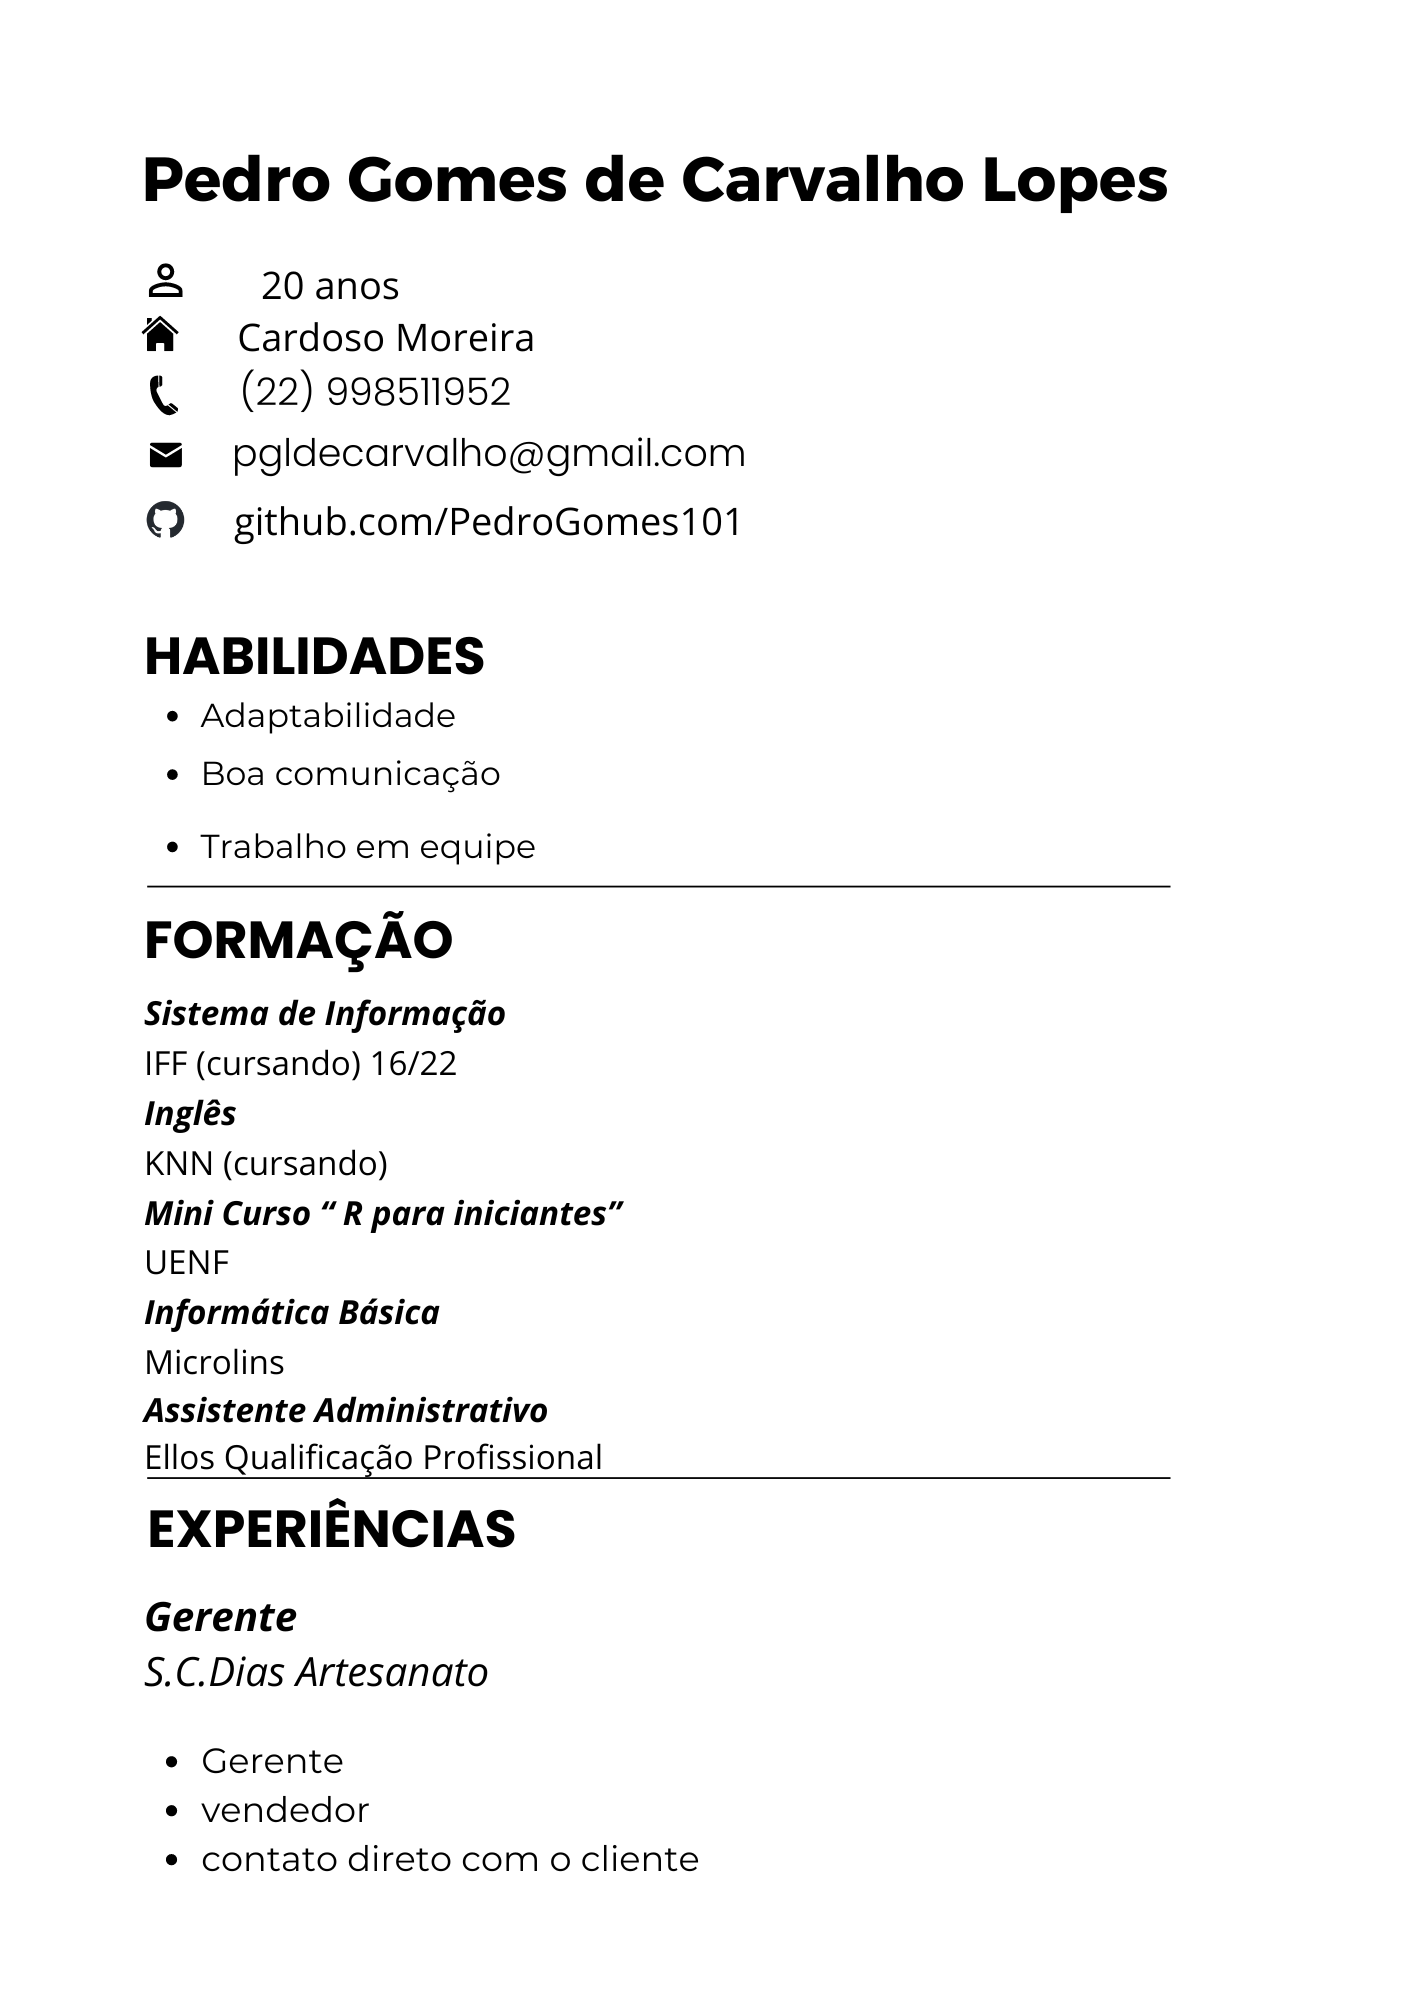 Pedro Gomes de Carvalho Lopes
20 anos
Cardoso Moreira
(22) 998511952
pgldecarvalho@gmail.com
github.com/PedroGomes101
HABILIDADES
• Adaptabilidade
• Boa comunicação
• Trabalho em equipe
FORMAÇÃO
Sistema de Informação
IFF (cursando) 16/22
Inglês
KNN (cursando)
Mini Curso “ R para iniciantes”
UENF
Informática Básica
Microlins
Assistente Administrativo
Ellos Qualificação Profissional
EXPERIÊNCIAS
Gerente
S.C.Dias Artesanato
• Gerente
• vendedor
• contato direto com o cliente